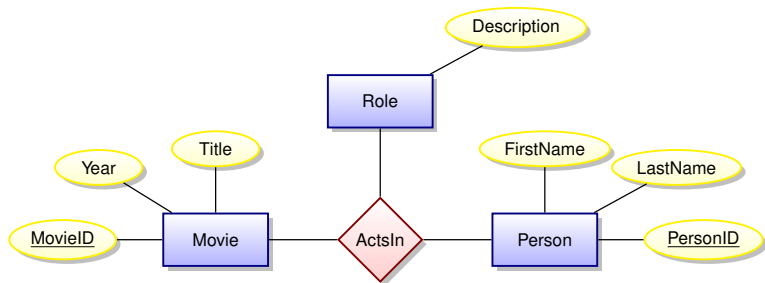 Description
Role
Title
FirstName
Year
LastName
MovieID
Movie
ActsIn
Person
PersonID